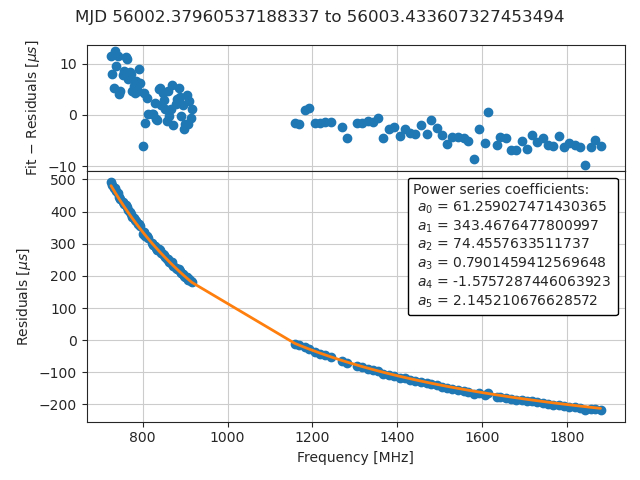 MJD 56002.37960537188337 to 56003.433607327453494
Fit − Residuals [μs]
10
0
−10
Residuals [μs]
500
400
300
200
100
0
−100
−200
Power series coefficients:
a0 = 61.259027471430365
a1 = 343.4676477800997
a2 = 74.4557633511737
a3 = 0.7901459412569648
a4 = -1.5757287446063923
a5 = 2.145210676628572
800 1000 1200 1400 1600 1800
Frequency [MHz]